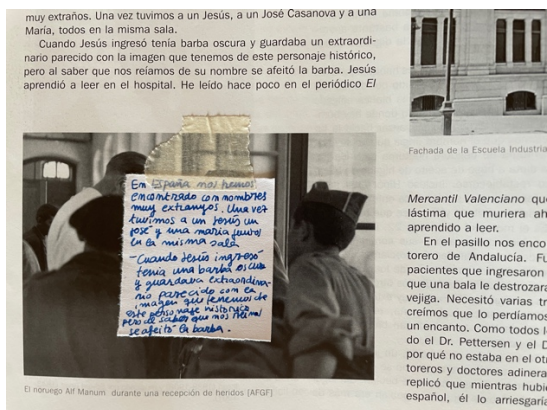 muy extraños. Una vez tuvimos a un Jesús, a un José Casanova y a una
María, todos en la misma sala.
Cuando Jesús ingresó tenía barba oscura y guardaba un extraordi-
nario parecido con la imagen que tenemos de este personaje histórico,
pero al saber que nos reíamos de su nombre se afeitó la barba. Jesús
aprendió a leer en el hospital. He leído hace poco en el periódico El
En España nos hemos
encontrado con nombres
muy extraños. Una vez
tuvimos a un Jesús un
José y una maría juntos
en la misma sala
-Cuando Jesús ingresó
tenía una barba oscura
y guardaba extraordina-
rio parecido con la
imagen que tenemos de
este personaje histórico
pero al saber que nos reimos
se afeitó la barba.
El noruego Alf Manum durante una recepción de heridos (AFGF)
Fachada de la Escuela Industria
Mercantil Valenciano que
lástima que muriera ah
aprendido a leer.
En el pasillo nos enco
torero de Andalucía. Fu
pacientes que ingresaron
que una bala le destrozara
vejiga. Necesitó varias tr
creímos que lo perdíamos
un encanto. Como todos l
do el Dr. Pettersen y el D
por qué no estaba en el ot
toreros y doctores adinera
replicó que mientras hubi
español, él lo arriesgaría